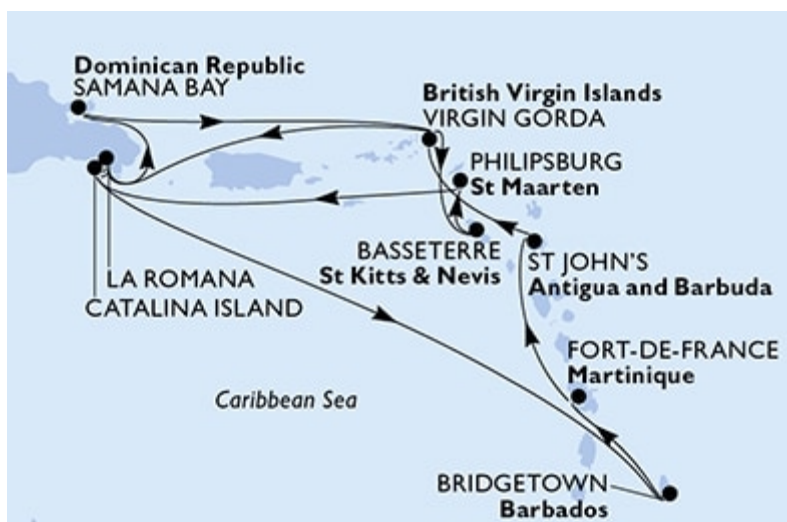 Dominican Republic
SAMANA BAY
British Virgin Islands
VIRGIN GORDA
PHILIPSBURG
St Maarten
BASSETERRE
St Kitts & Nevis
ST JOHN'S
Antigua and Barbuda
LA ROMANA
CATALINA ISLAND
FORT-DE-FRANCE
Martinique
Caribbean Sea
BRIDGETOWN
Barbados